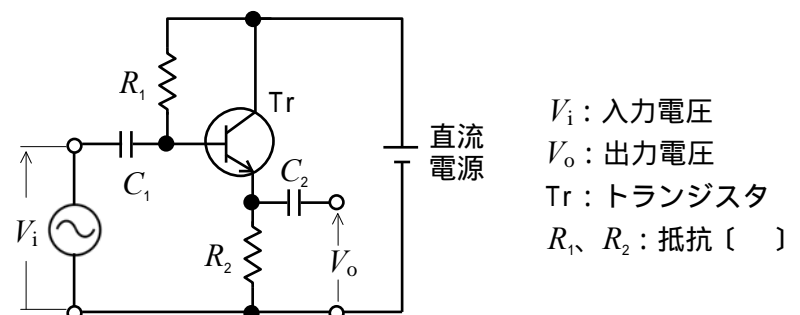 R₁
Tr
C₁
C₂
Vi
R₂
Vo
直流
電源
Vi：入力電圧
Vo：出力電圧
Tr：トランジスタ
R₁、R₂：抵抗〔　〕